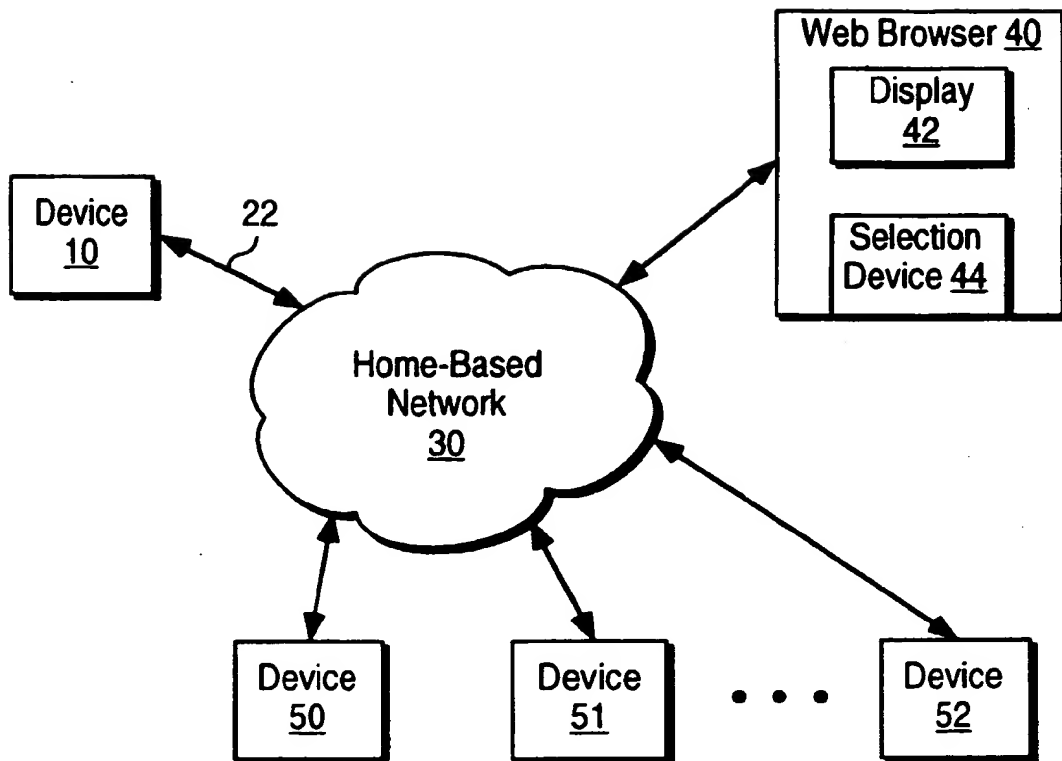 Web Browser 40
Display
42
Selection
Device 44
Device
10
22
Home-Based
Network
30
Device
50
Device
51
Device
52